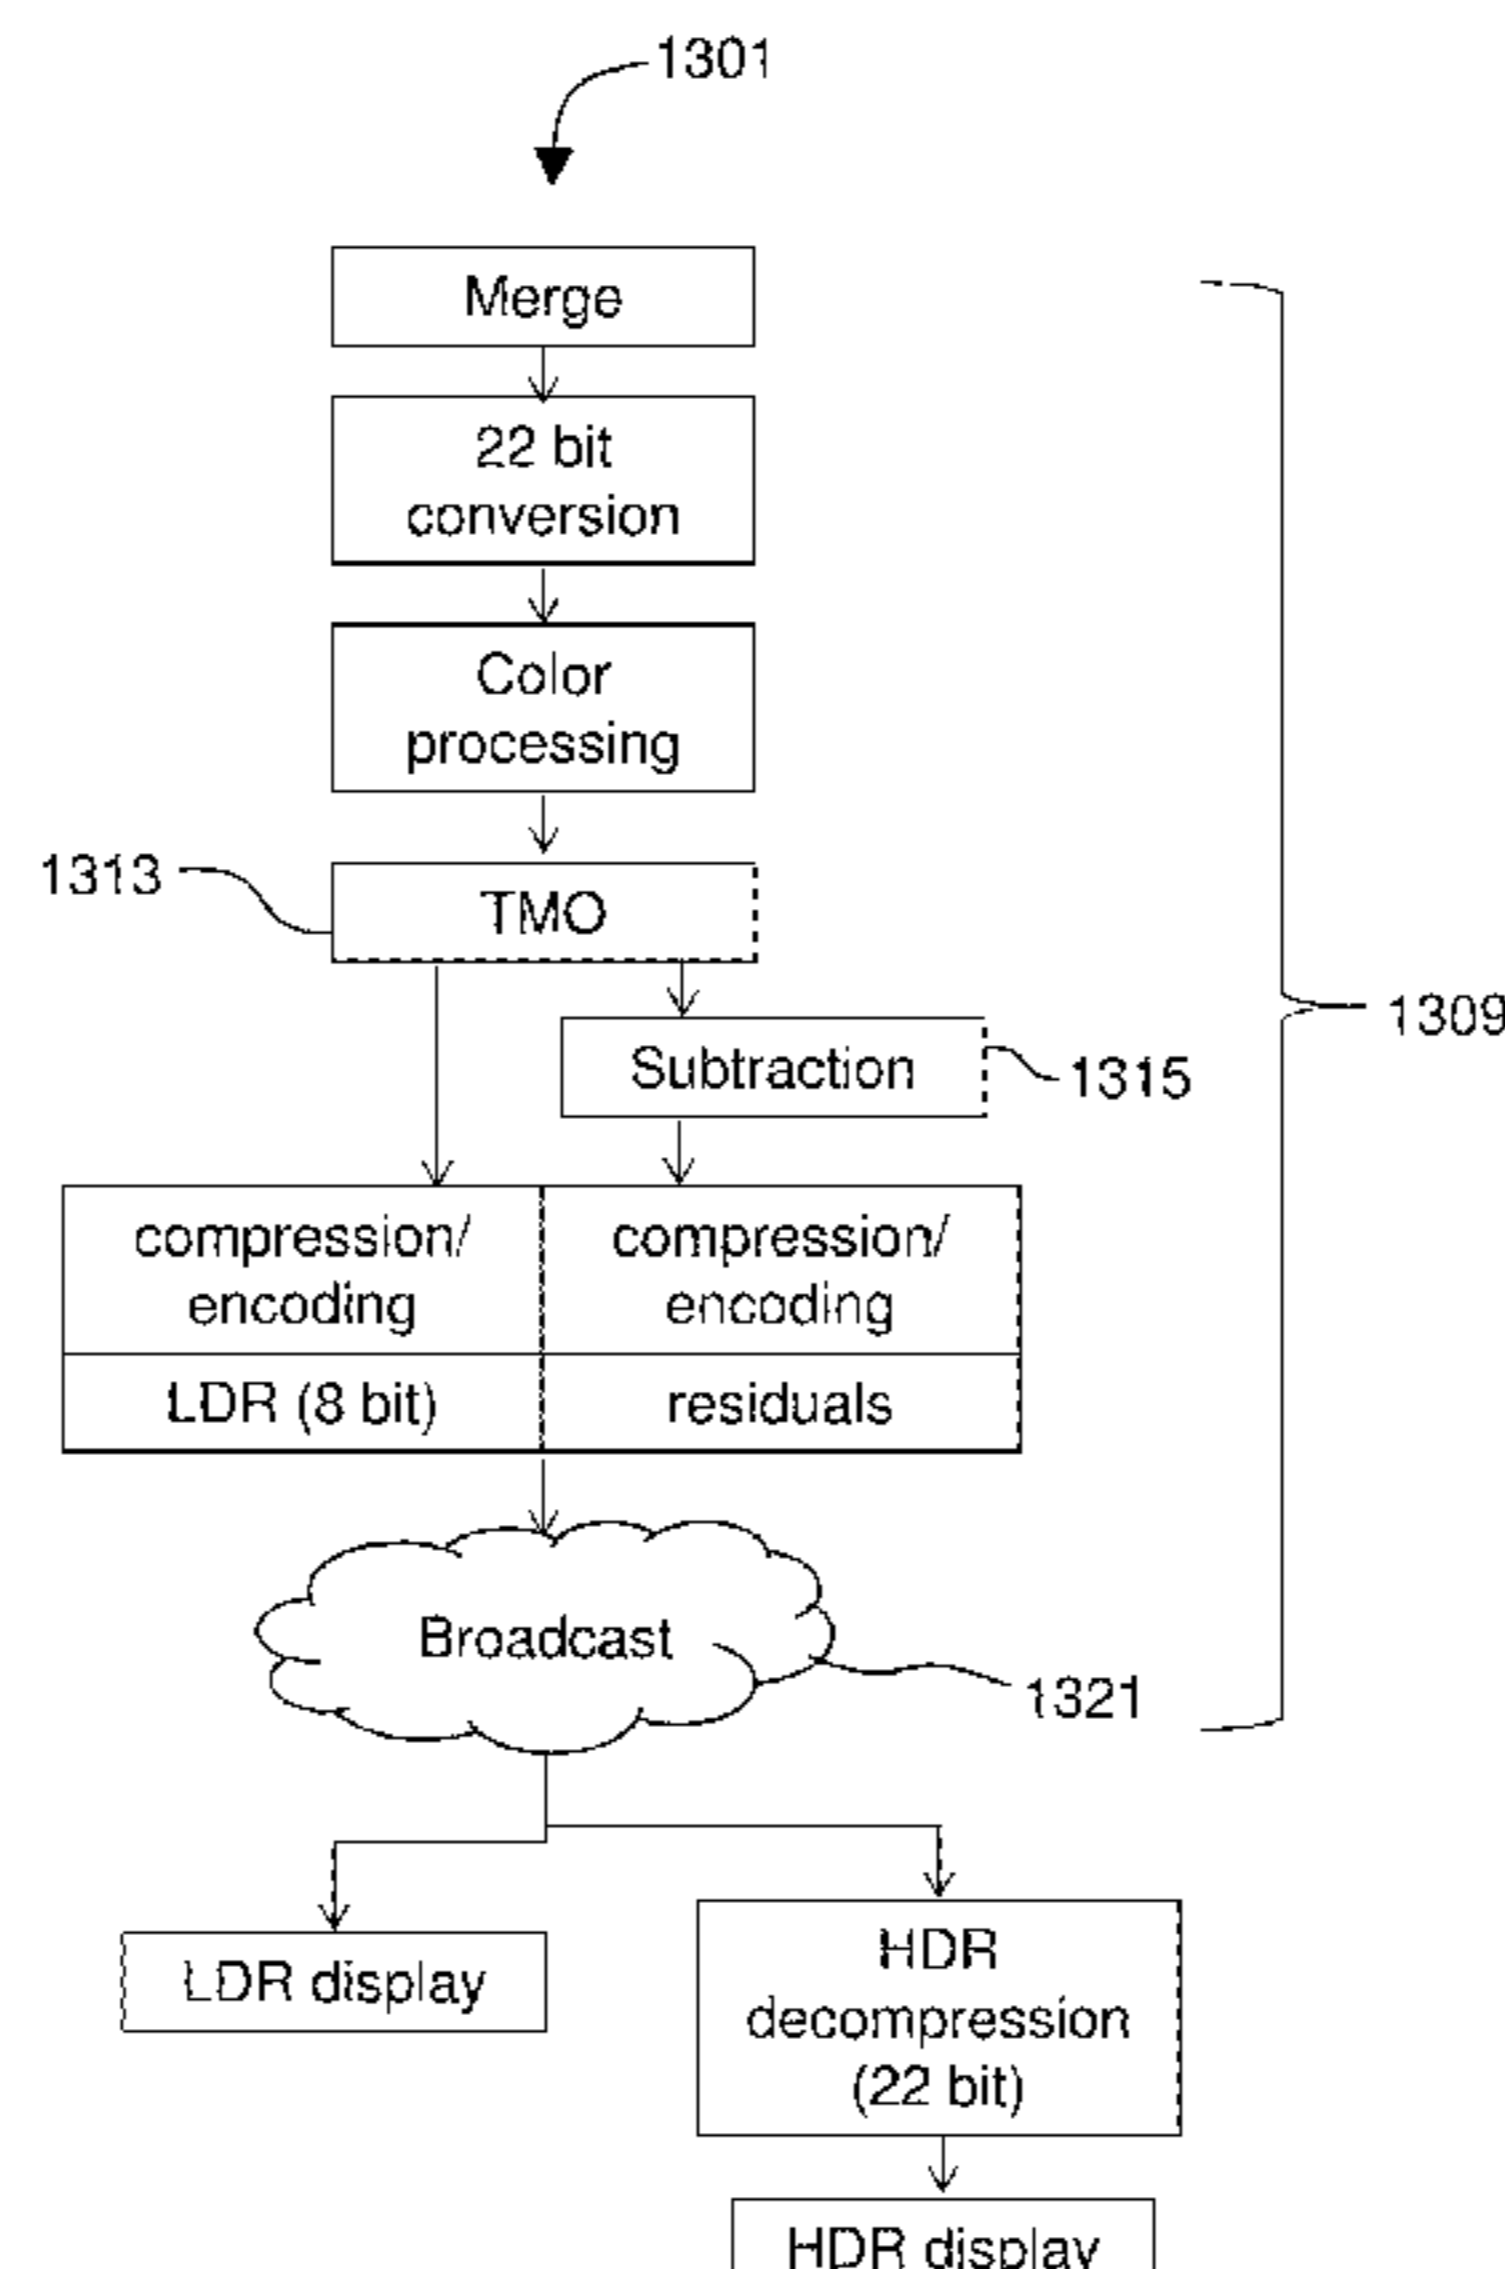 1301
Merge
22 bit
conversion
Color
processing
1313
TMO
1309
Subtraction
1315
compression/
encoding
compression/
encoding
LDR (8 bit)
residuals
Broadcast
1321
LDR display
HDR
decompression
(22 bit)
HDR display